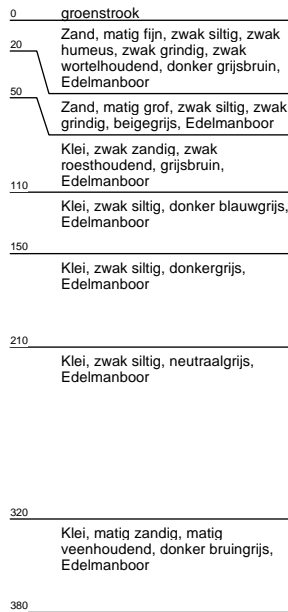 0 groenstrook
Zand, matig fijn, zwak siltig, zwak
20 humeus, zwak grindig, zwak
wortelhoudend, donker grijsbruin,
Edelmanboor
50 Zand, matig grof, zwak siltig, zwak
grindig, beigegrijs, Edelmanboor
Klei, zwak zandig, zwak
roesthoudend, grijsbruin,
Edelmanboor
110
Klei, zwak siltig, donker blauwgrijs,
Edelmanboor
150
Klei, zwak siltig, donkergrijs,
Edelmanboor
210
Klei, zwak siltig, neutraalgrijs,
Edelmanboor
320
Klei, matig zandig, matig
veenhoudend, donker bruingrijs,
Edelmanboor
380